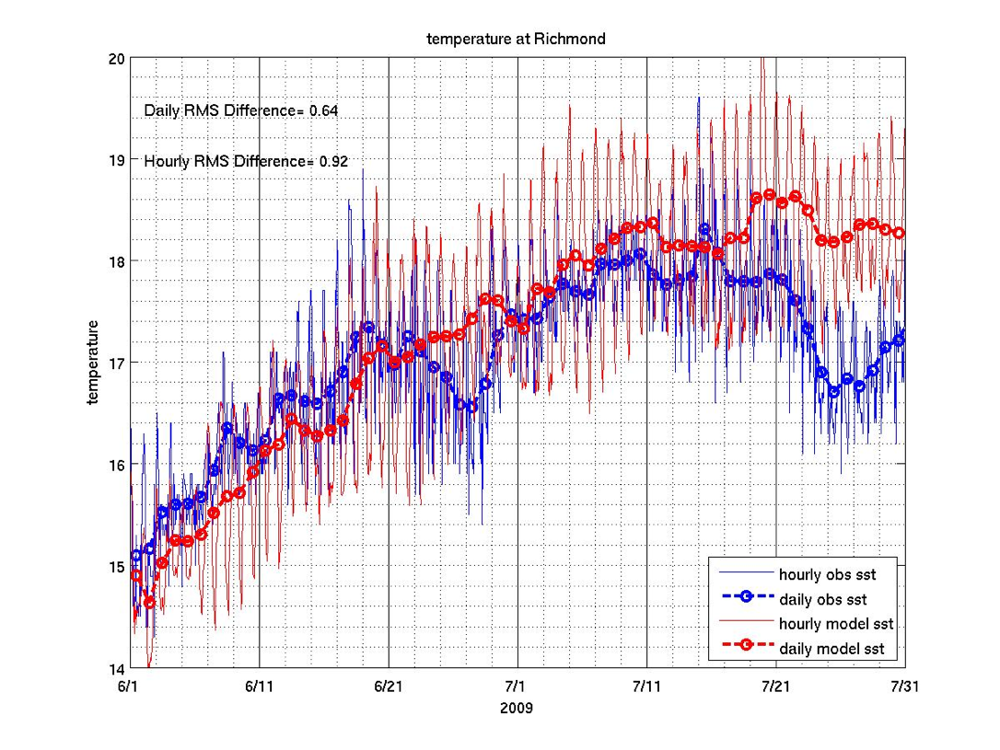 temperature at Richmond
20
Daily RMS Difference= 0.64
19
Hourly RMS Difference= 0.92
18
17
temperature
16
15
hourly obs sst
daily obs sst
hourly model sst
daily model sst
14
6/1 6/11 6/21 7/1 7/11 7/21 7/31
2009